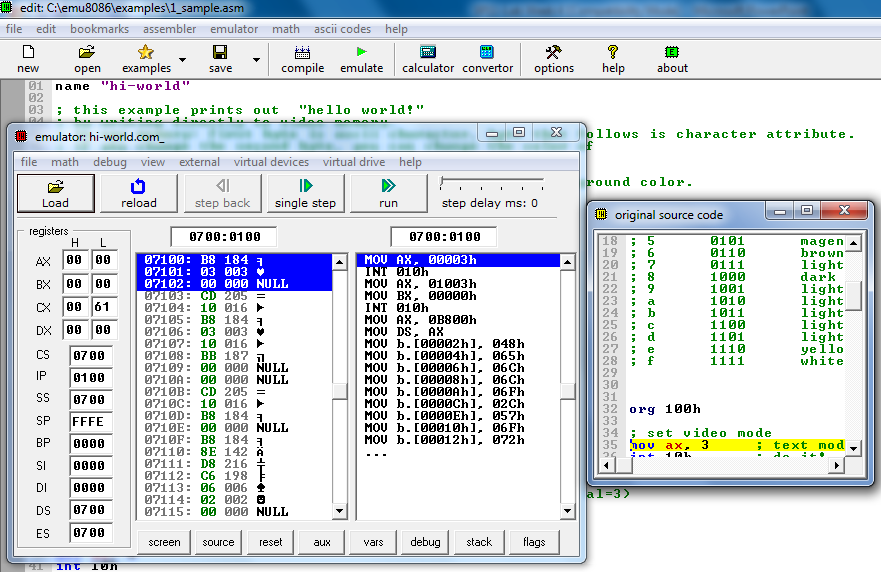 edit: C:\emu8086\examples\1_sample.asm
file edit bookmarks assembler emulator math ascii codes help
new open examples save compile emulate calculator convertor options help about
01 name "hi-world"
02
03 ; this example prints out "hello world!"
ollows is character attribute.
round color.
al=3)
41 int 10h
emulator: hi-world.com_
file math debug view external virtual devices virtual drive help
Load reload step back single step run step delay ms: 0
registers
H L
AX 00 00
BX 00 00
CX 00 61
DX 00 00
CS 0700
IP 0100
SS 0700
SP FFFE
BP 0000
SI 0000
DI 0000
DS 0700
ES 0700
0700:0100
07100: B8 184 ╕
07101: 03 003 ♥
07102: 00 000 NULL
07103: CD 205 =
07104: 10 016 ►
07105: B8 184 ╕
07106: 03 003 ♥
07107: 10 016 ►
07108: BB 187 ╗
07109: 00 000 NULL
0710A: 00 000 NULL
0710B: CD 205 =
0710C: 10 016 ►
0710D: B8 184 ╕
0710E: 00 000 NULL
0710F: B8 184 ╕
07110: 8E 142 Ä
07111: D8 216 ╪
07112: C6 198 ╞
07113: 06 006 ♠
07114: 02 002 ☻
07115: 00 000 NULL
0700:0100
MOV AX, 00003h
INT 010h
MOV AX, 01003h
MOV BX, 00000h
INT 010h
MOV AX, 0B800h
MOV DS, AX
MOV b.[00002h], 048h
MOV b.[00004h], 065h
MOV b.[00006h], 06Ch
MOV b.[00008h], 06Ch
MOV b.[0000Ah], 06Fh
MOV b.[0000Ch], 02Ch
MOV b.[0000Eh], 057h
MOV b.[00010h], 06Fh
MOV b.[00012h], 072h
...
screen source reset aux vars debug stack flags
original source code
18 ; 5 0101 magen
19 ; 6 0110 brown
20 ; 7 0111 light
21 ; 8 1000 dark
22 ; 9 1001 light
23 ; a 1010 light
24 ; b 1011 light
25 ; c 1100 light
26 ; d 1101 light
27 ; e 1110 yello
28 ; f 1111 white
29
30
31
32 org 100h
33
34 ; set video mode
35 mov ax, 3 ; text mod
36 int 10h ; do it!